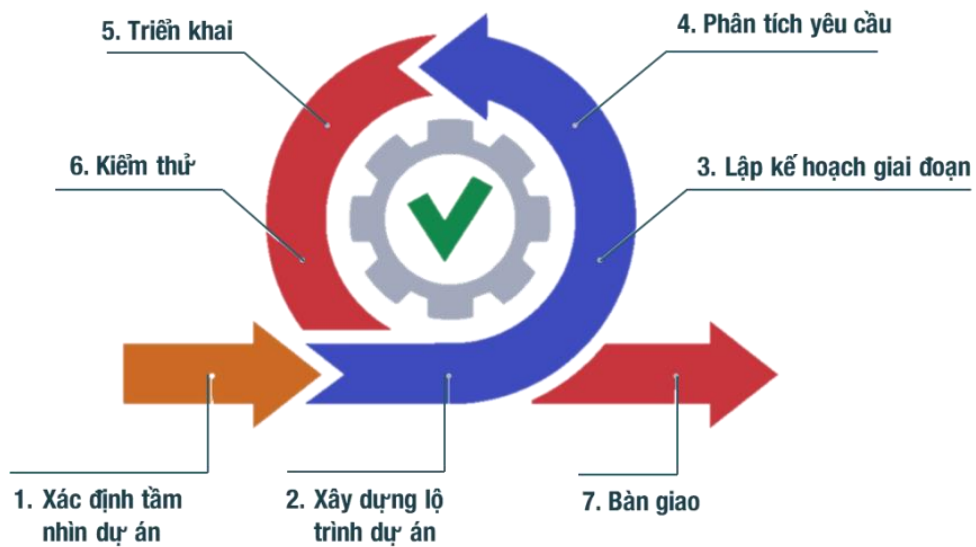 5. Triển khai
4. Phân tích yêu cầu
6. Kiểm thử
3. Lập kế hoạch giai đoạn
1. Xác định tầm
nhìn dự án
2. Xây dựng lộ
trình dự án
7. Bàn giao